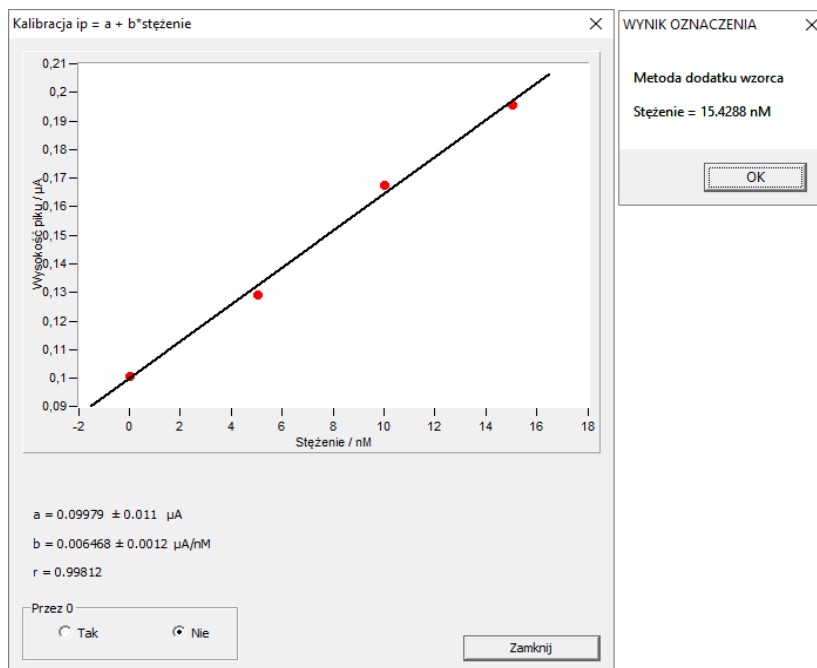 Kalibracja ip = a + b*stężenie
0,21
0,2
0,19
0,18
0,17
0,16
0,15
0,14
0,13
0,12
0,11
0,1
0,09
Wysokość piku / µA
-2 0 2 4 6 8 10 12 14 16 18
Stężenie / nM
a = 0.09979 ± 0.011 µA
b = 0.006468 ± 0.0012 µA/nM
r = 0.99812
Przez 0
Tak Nie
Zamknij
WYNIK OZNACZENIA
Metoda dodatku wzorca
Stężenie = 15.4288 nM
OK